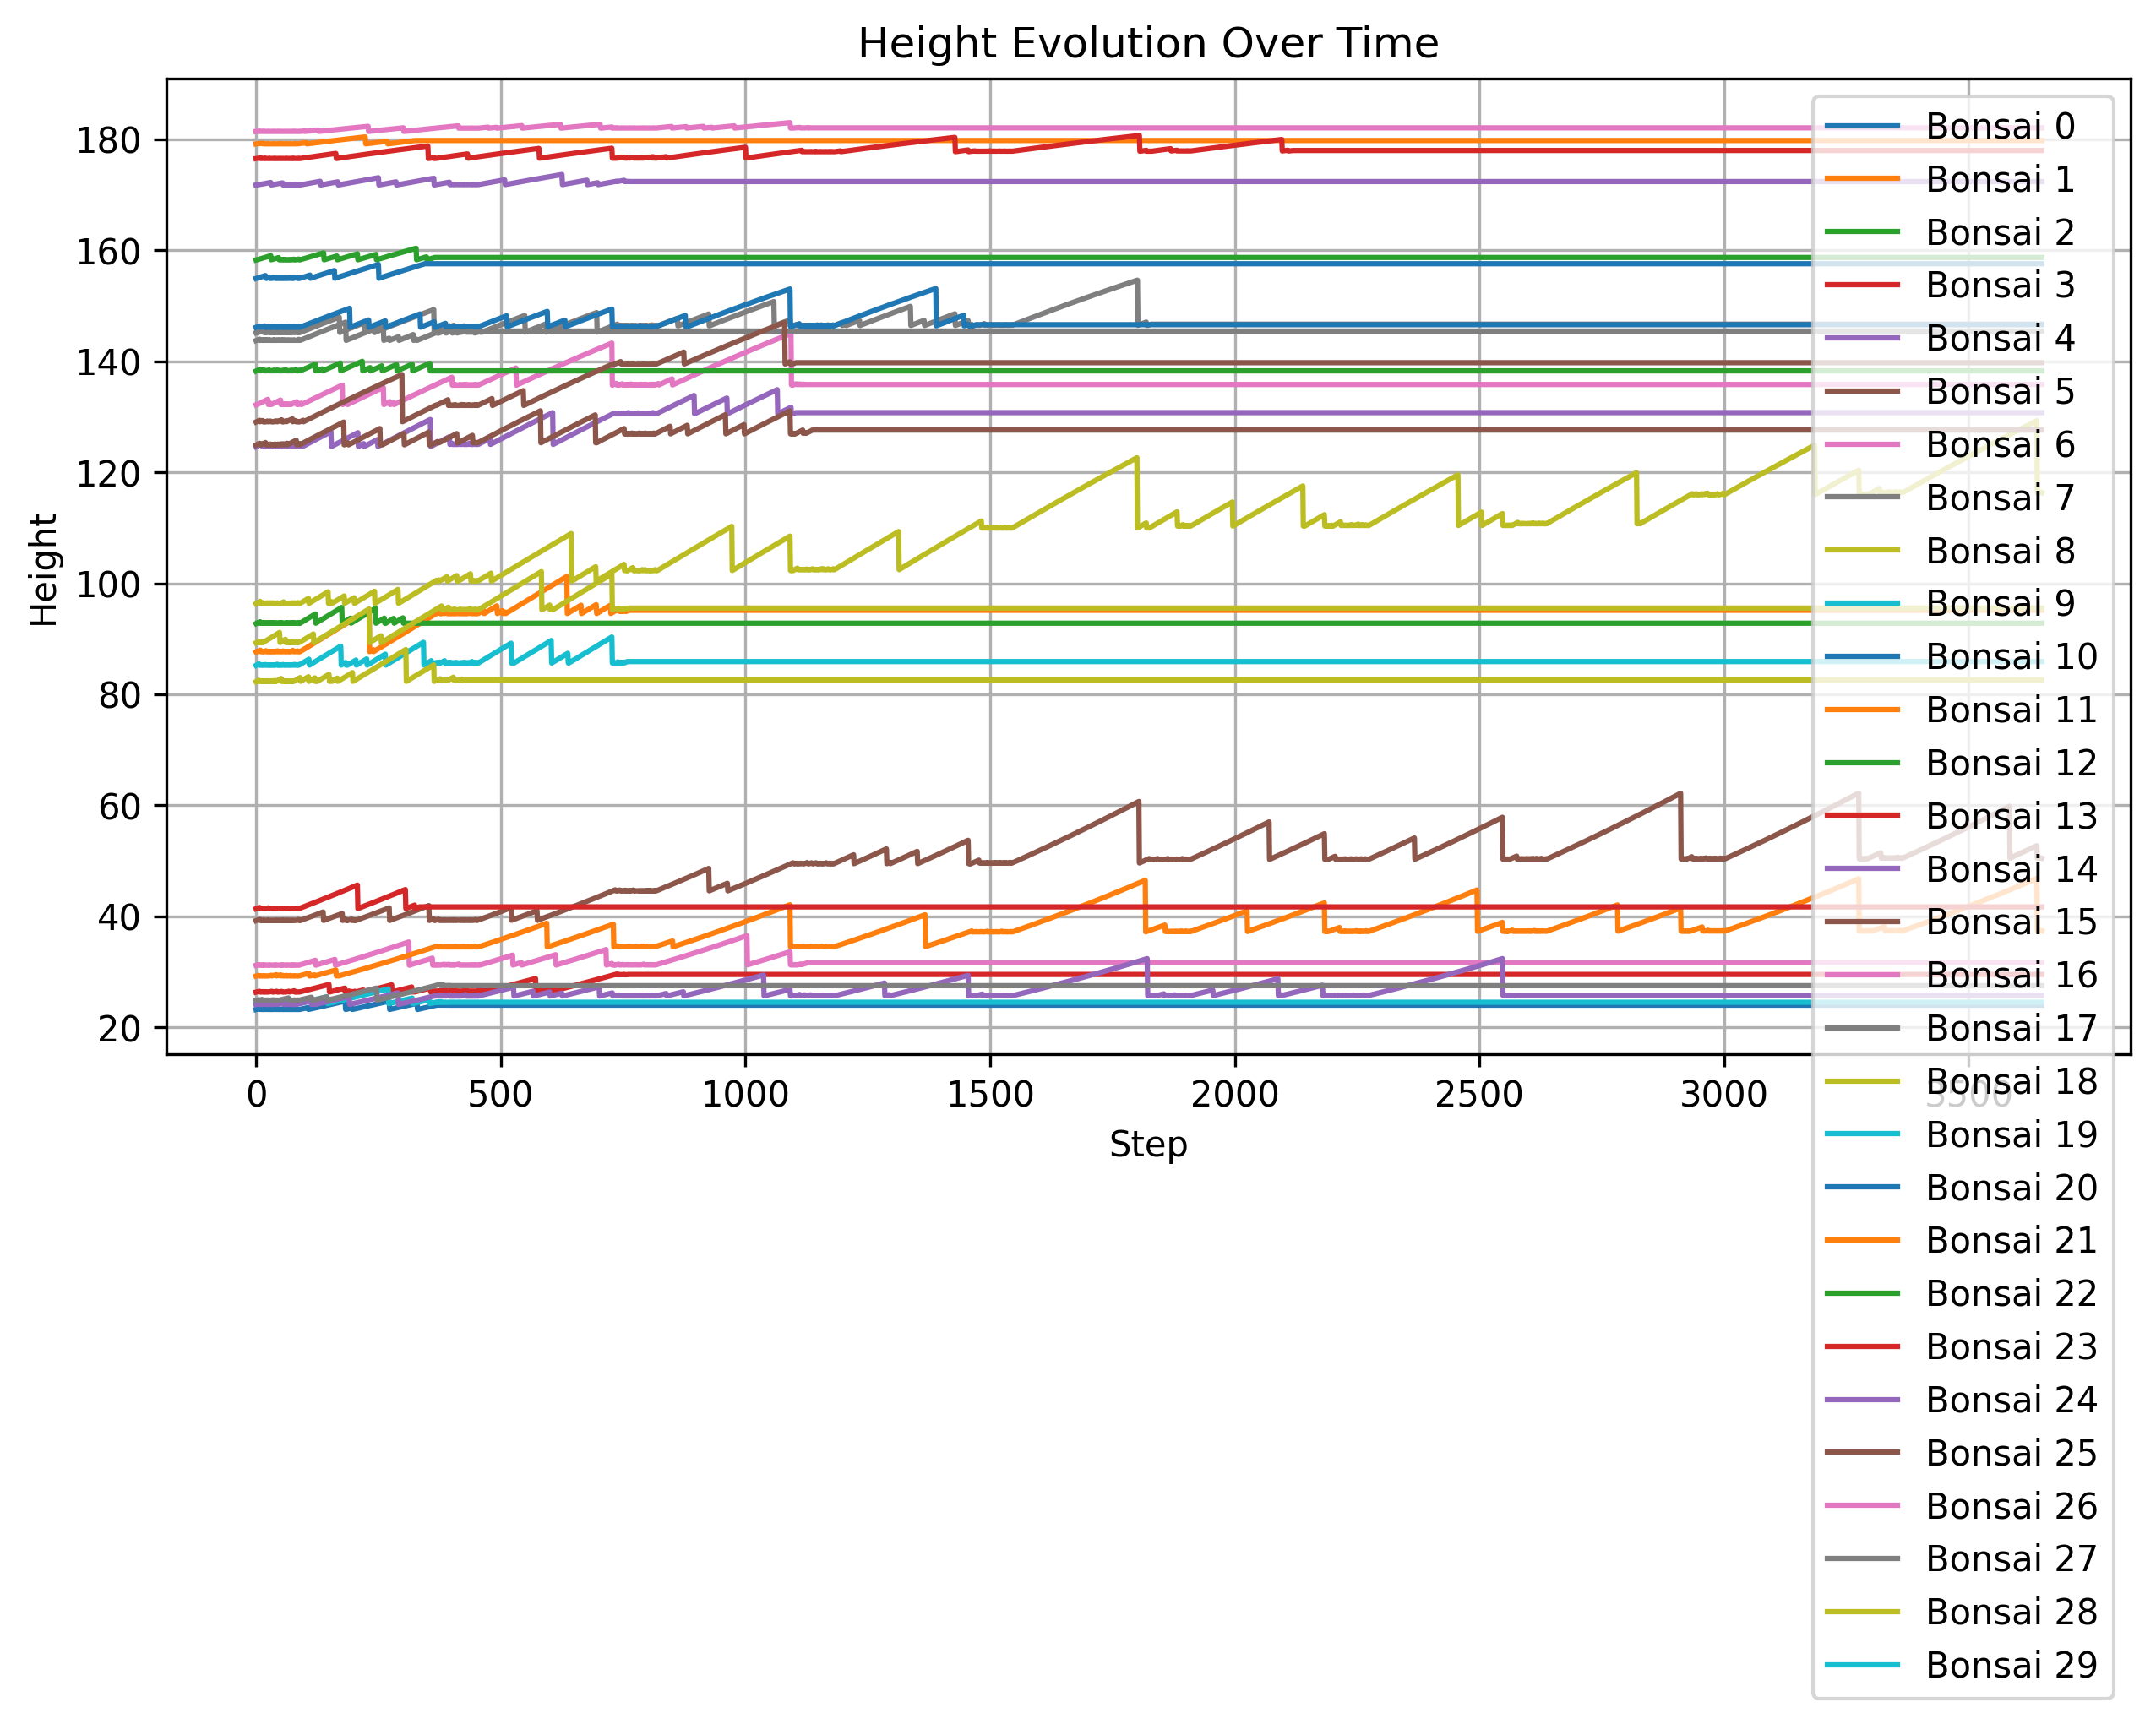 Height Evolution Over Time
Height
180
160
140
120
100
80
60
40
20
0
500
1000
1500
2000
2500
3000
3500
Step
Bonsai 0
Bonsai 1
Bonsai 2
Bonsai 3
Bonsai 4
Bonsai 5
Bonsai 6
Bonsai 7
Bonsai 8
Bonsai 9
Bonsai 10
Bonsai 11
Bonsai 12
Bonsai 13
Bonsai 14
Bonsai 15
Bonsai 16
Bonsai 17
Bonsai 18
Bonsai 19
Bonsai 20
Bonsai 21
Bonsai 22
Bonsai 23
Bonsai 24
Bonsai 25
Bonsai 26
Bonsai 27
Bonsai 28
Bonsai 29